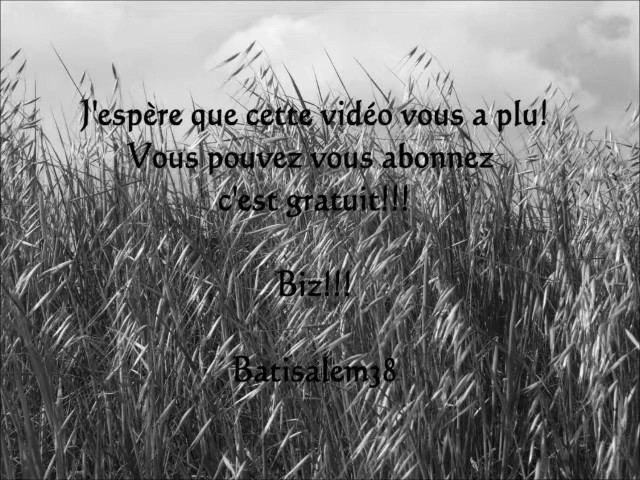 J'espère que cette vidéo vous a plu!
Vous pouvez vous abonnez
c'est gratuit!!!
Biz!!!
Batisalem38